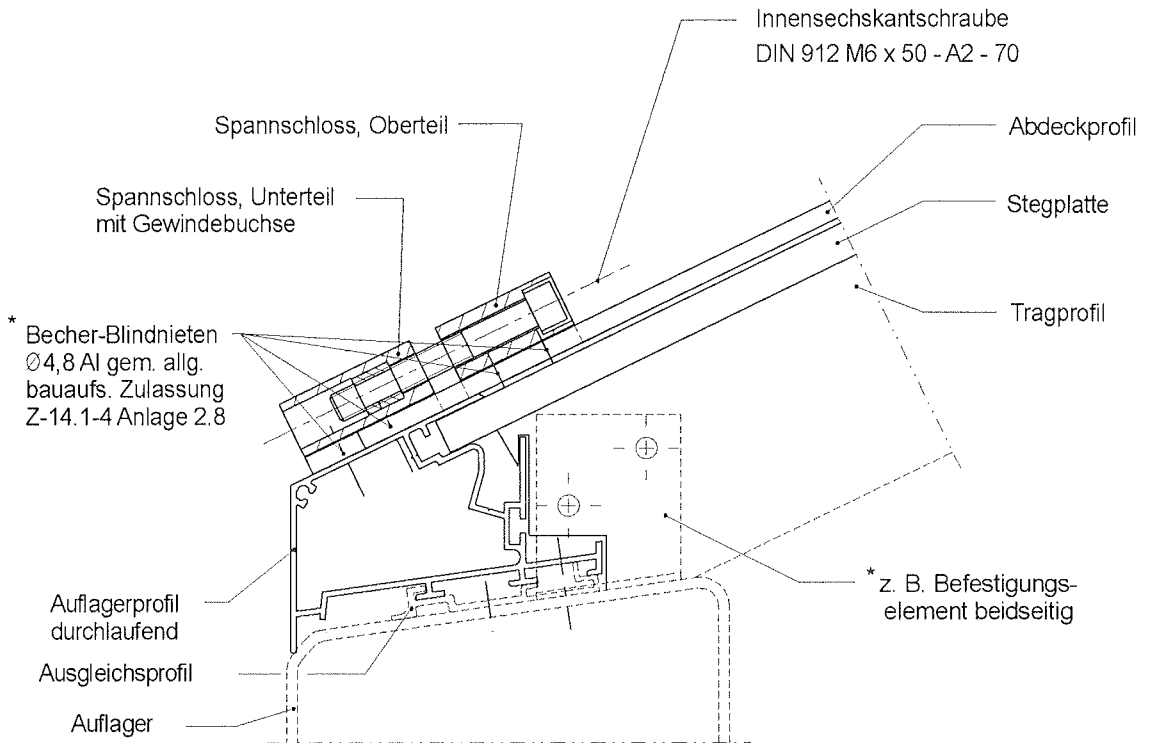 Innensechskantschraube
DIN 912 M6 x 50 - A2 - 70
Spannschloss, Oberteil
Abdeckprofil
Spannschloss, Unterteil
mit Gewindebuchse
Stegplatte
Tragprofil
* Becher-Blindnieten
Ø4,8 Al gem. allg.
bauaufs. Zulassung
Z-14.1-4 Anlage 2.8
* z. B. Befestigungs-
element beidseitig
Auflagerprofil
durchlaufend
Ausgleichsprofil
Auflager